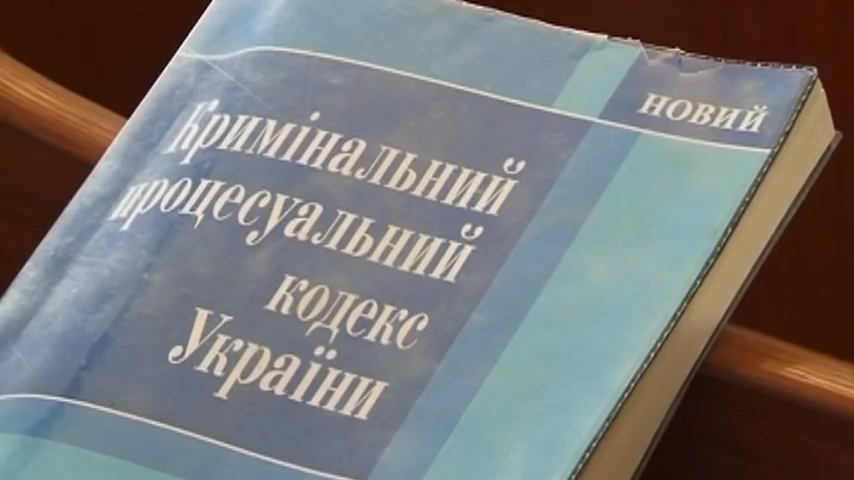 новий
Кримінальний
процесуальний
кодекс
України